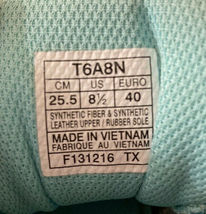 T6A8N
CM US EURO
25.5 8½ 40
SYNTHETIC FIBER & SYNTHETIC
LEATHER UPPER / RUBBER SOLE
MADE IN VIETNAM
FABRIQUE AU VIETNAM
F131216 TX